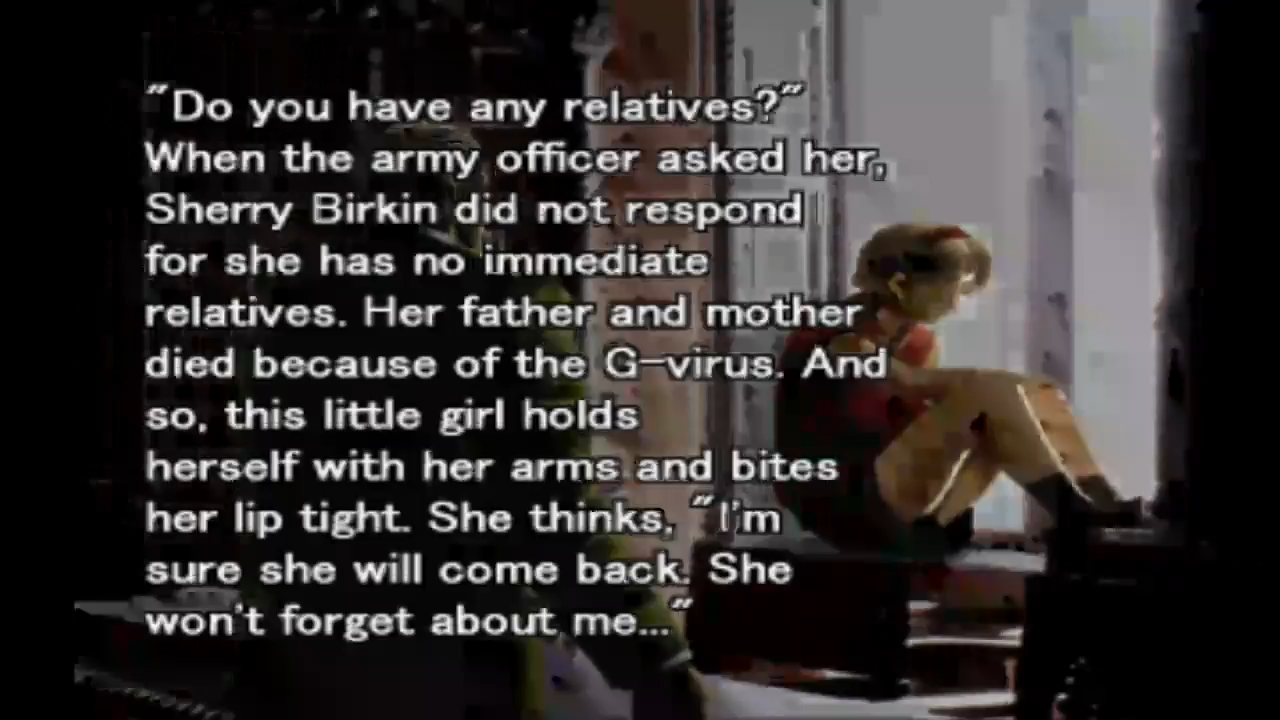 "Do you have any relatives?"
When the army officer asked her,
Sherry Birkin did not respond
for she has no immediate
relatives. Her father and mother
died because of the G-virus. And
so, this little girl holds
herself with her arms and bites
her lip tight. She thinks, "I'm
sure she will come back. She
won't forget about me..."